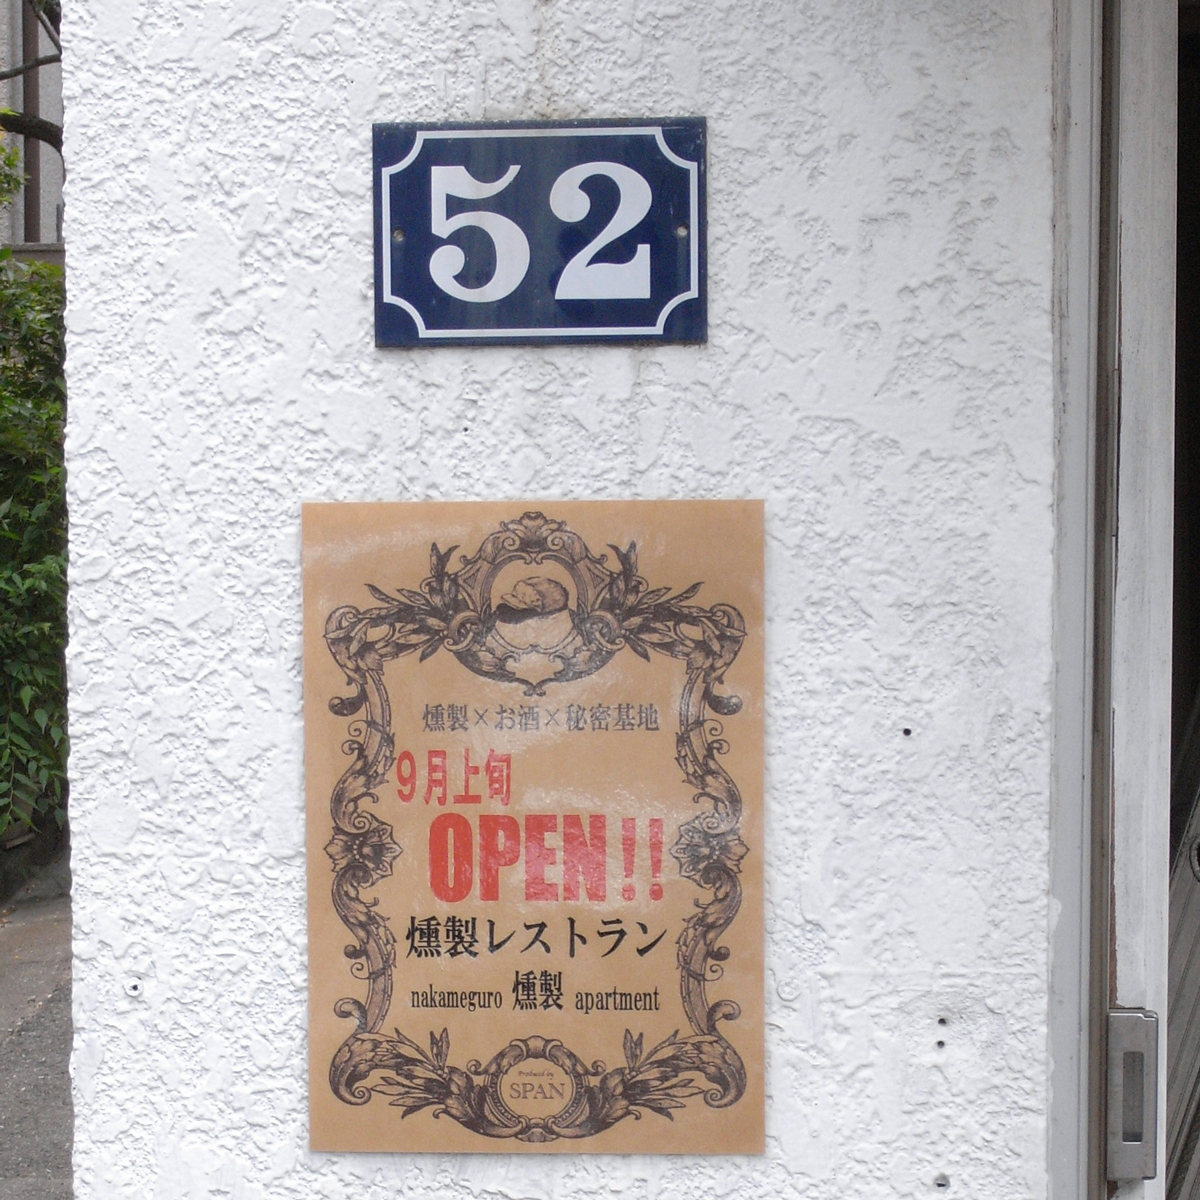 52
燻製×お酒×秘密基地
９月上旬
OPEN!!
燻製レストラン
nakameguro 燻製 apartment
Produced by
SPAN